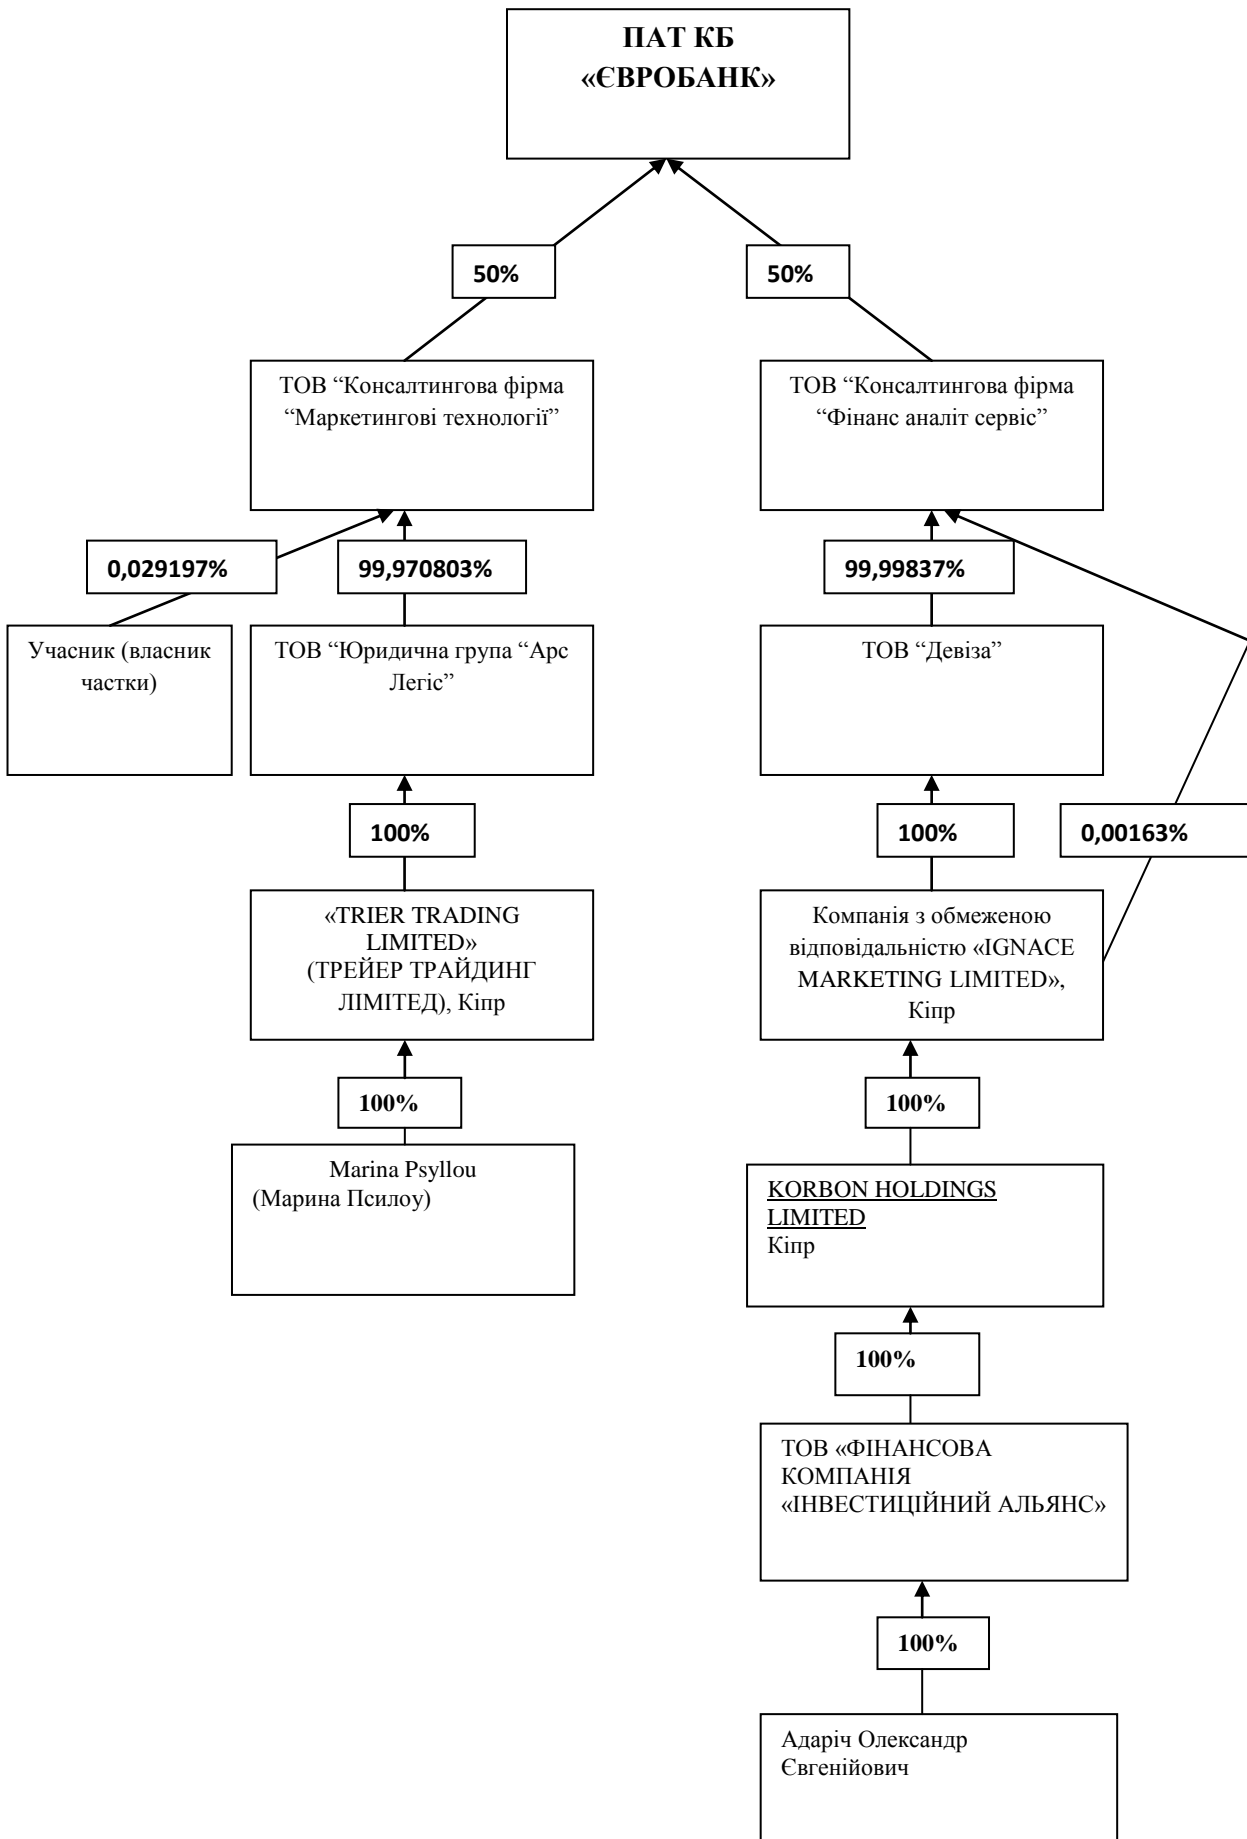 ПАТ КБ
«ЄВРОБАНК»
50%
50%
ТОВ “Консалтингова фірма
“Маркетингові технології”
ТОВ “Консалтингова фірма
“Фінанс аналіт сервіс”
0,029197%
99,970803%
99,99837%
Учасник (власник
частки)
ТОВ “Юридична група “Арс
Легіс”
ТОВ “Девіза”
100%
100%
0,00163%
«TRIER TRADING
LIMITED»
(ТРЕЙЕР ТРАЙДИНГ
ЛІМІТЕД), Кіпр
Компанія з обмеженою
відповідальністю «IGNACE
MARKETING LIMITED»,
Кіпр
100%
100%
Marina Psyllou
(Марина Псилоу)
KORBON HOLDINGS
LIMITED
Кіпр
100%
ТОВ «ФІНАНСОВА
КОМПАНІЯ
«ІНВЕСТИЦІЙНИЙ АЛЬЯНС»
100%
Адаріч Олександр
Євгенійович